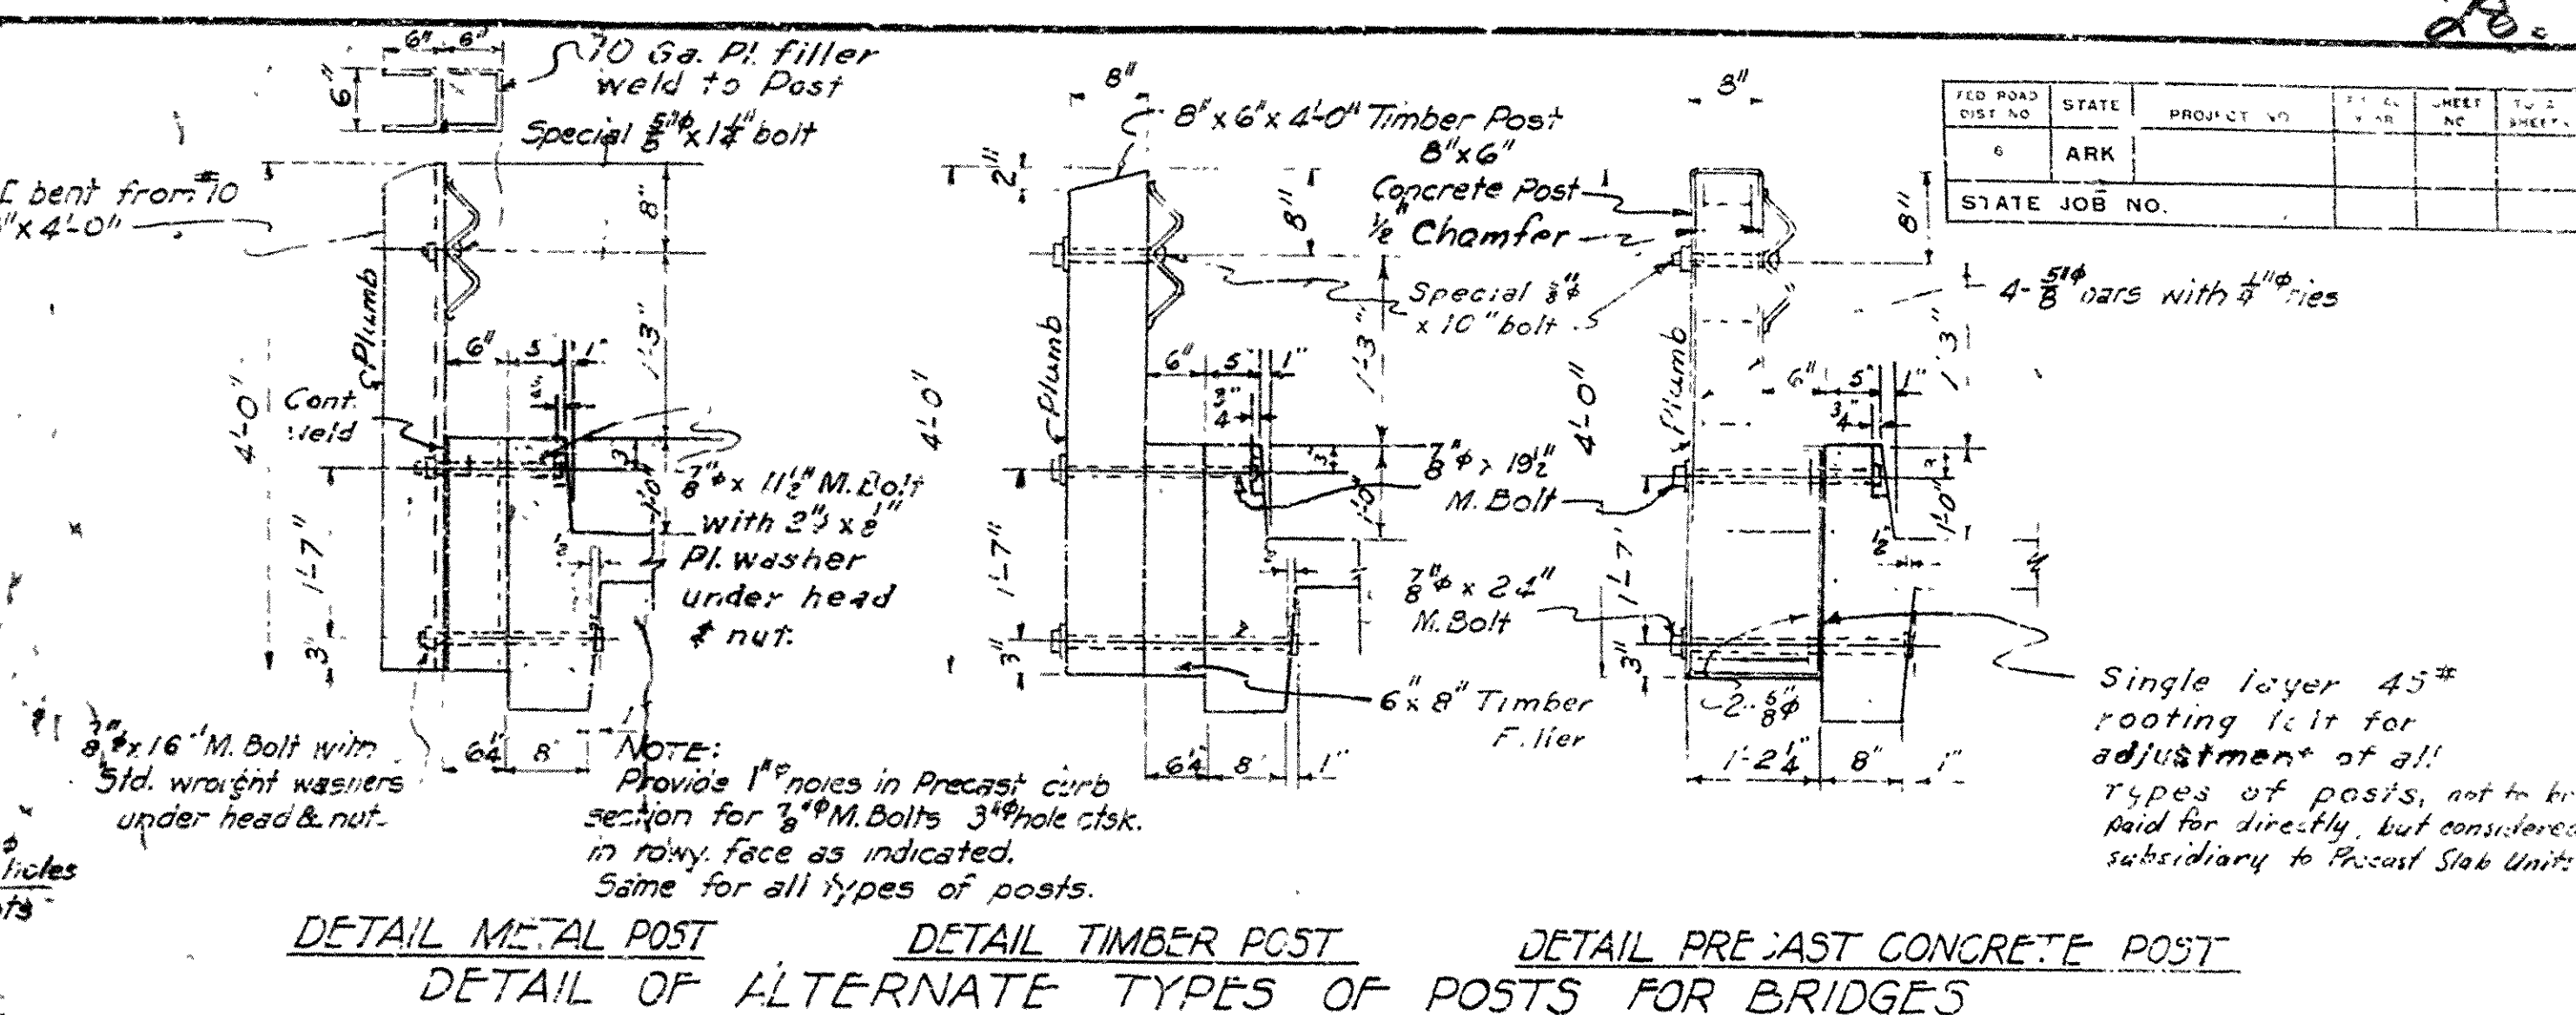 28.
6" 6"
6"
10 Ga. Pl. filler
weld to Post
Special 5/8"φ x 1 1/4" bolt
bent from #10
x 4'-0"
8"
1'-3"
Plumb
6" 5 1"
4'-0"
Cont.
Weld
3"
1'-0"
7/8"φ x 11 1/2" M. Bolt
with 2"φ x 1/8"
Pl. washer
under head
& nut.
1'-7"
1/2"
3"
7/8"φ x 16" M. Bolt with
Std. wrought washers
under head & nut.
6 1/4" 8" 1"
holes
NOTE:
Provide 1"φ holes in Precast curb
section for 7/8"φ M. Bolts 3"φ hole ctsk.
in rdwy. face as indicated.
Same for all types of posts.
DETAIL METAL POST
8"
8" x 6" x 4'-0" Timber Post
2"
8"
8" x 6"
Concrete Post
1/2" Chamfer
Special 5/8"φ
x 10" bolt
Plumb
1'-3"
6" 5" 1"
3/4"
4'-0"
3"
1'-0"
7/8"φ x 19 1/2"
M. Bolt
1'-7"
7/8"φ x 24"
M. Bolt
3"
6" x 8" Timber
Filler
6 1/4" 8" 1"
DETAIL TIMBER POST
8"
8"
4-5/8"φ bars with 1/4"φ ties
Plumb
1'3"
6" 5" 1"
3/4"
4'-0"
3"
1'-0"
1/2"
1'-7"
3"
2-5/8"φ
1'-2 1/4" 8" 1"
Single layer 45#
roofing felt for
adjustment of all
types of posts, not to be
paid for directly, but considered
subsidiary to Precast Slab Units
DETAIL PRECAST CONCRETE POST
DETAIL OF ALTERNATE TYPES OF POSTS FOR BRIDGES
FED ROAD DIST NO STATE PROJECT NO SHEET NO SHEETS
6 ARK
STATE JOB NO.